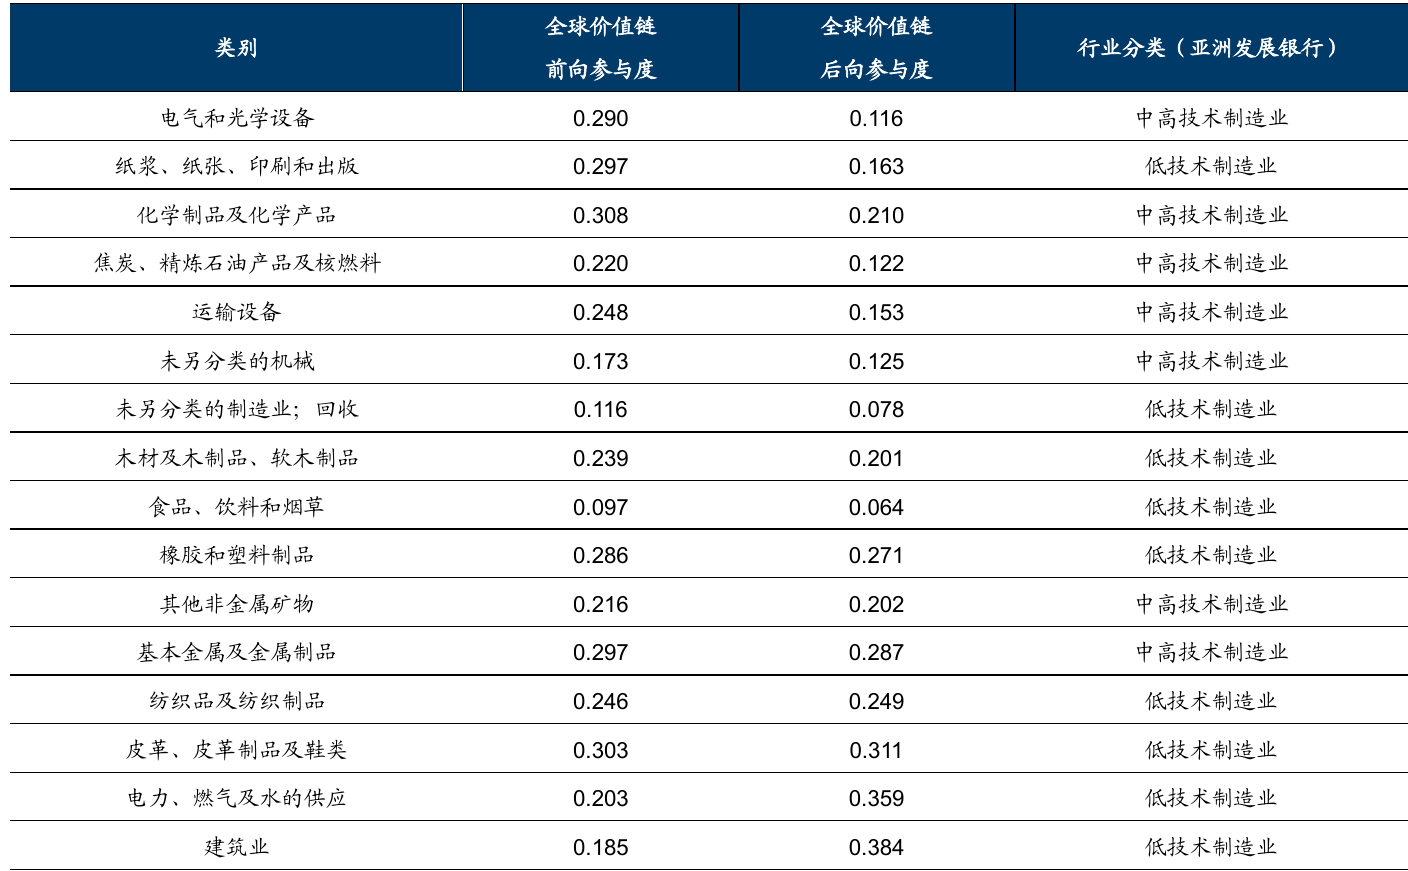 类别 全球价值链前向参与度 全球价值链后向参与度 行业分类（亚洲发展银行）
电气和光学设备 0.290 0.116 中高技术制造业
纸浆、纸张、印刷和出版 0.297 0.163 低技术制造业
化学制品及化学产品 0.308 0.210 中高技术制造业
焦炭、精炼石油产品及核燃料 0.220 0.122 中高技术制造业
运输设备 0.248 0.153 中高技术制造业
未另分类的机械 0.173 0.125 中高技术制造业
未另分类的制造业；回收 0.116 0.078 低技术制造业
木材及木制品、软木制品 0.239 0.201 低技术制造业
食品、饮料和烟草 0.097 0.064 低技术制造业
橡胶和塑料制品 0.286 0.271 低技术制造业
其他非金属矿物 0.216 0.202 中高技术制造业
基本金属及金属制品 0.297 0.287 中高技术制造业
纺织品及纺织制品 0.246 0.249 低技术制造业
皮革、皮革制品及鞋类 0.303 0.311 低技术制造业
电力、燃气及水的供应 0.203 0.359 低技术制造业
建筑业 0.185 0.384 低技术制造业